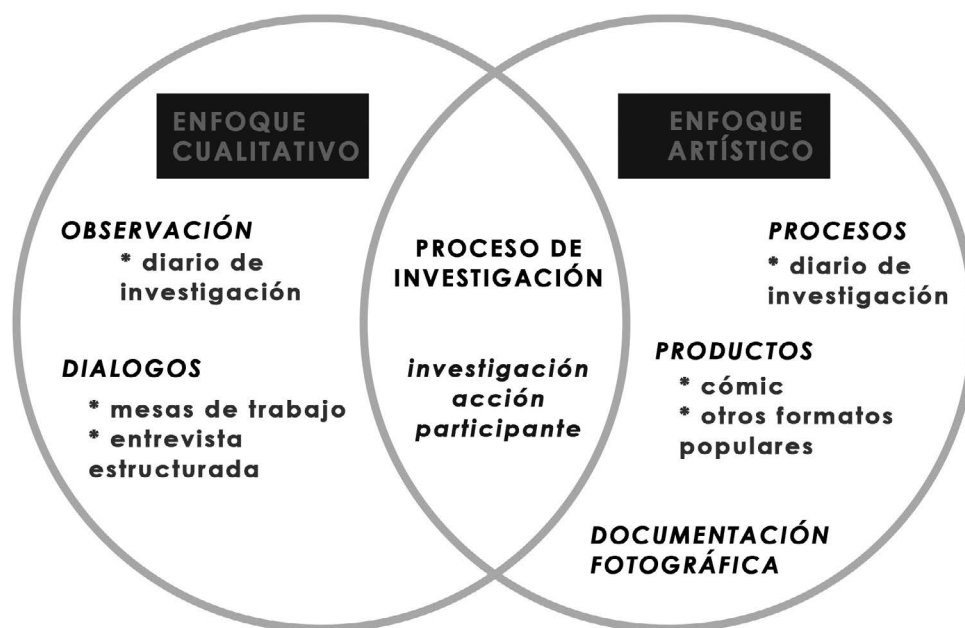 ENFOQUE
CUALITATIVO
OBSERVACIÓN
* diario de
investigación
DIALOGOS
* mesas de trabajo
* entrevista
estructurada
PROCESO DE
INVESTIGACIÓN
investigación
acción
participante
ENFOQUE
ARTÍSTICO
PROCESOS
* diario de
investigación
PRODUCTOS
* cómic
* otros formatos
populares
DOCUMENTACIÓN
FOTOGRÁFICA